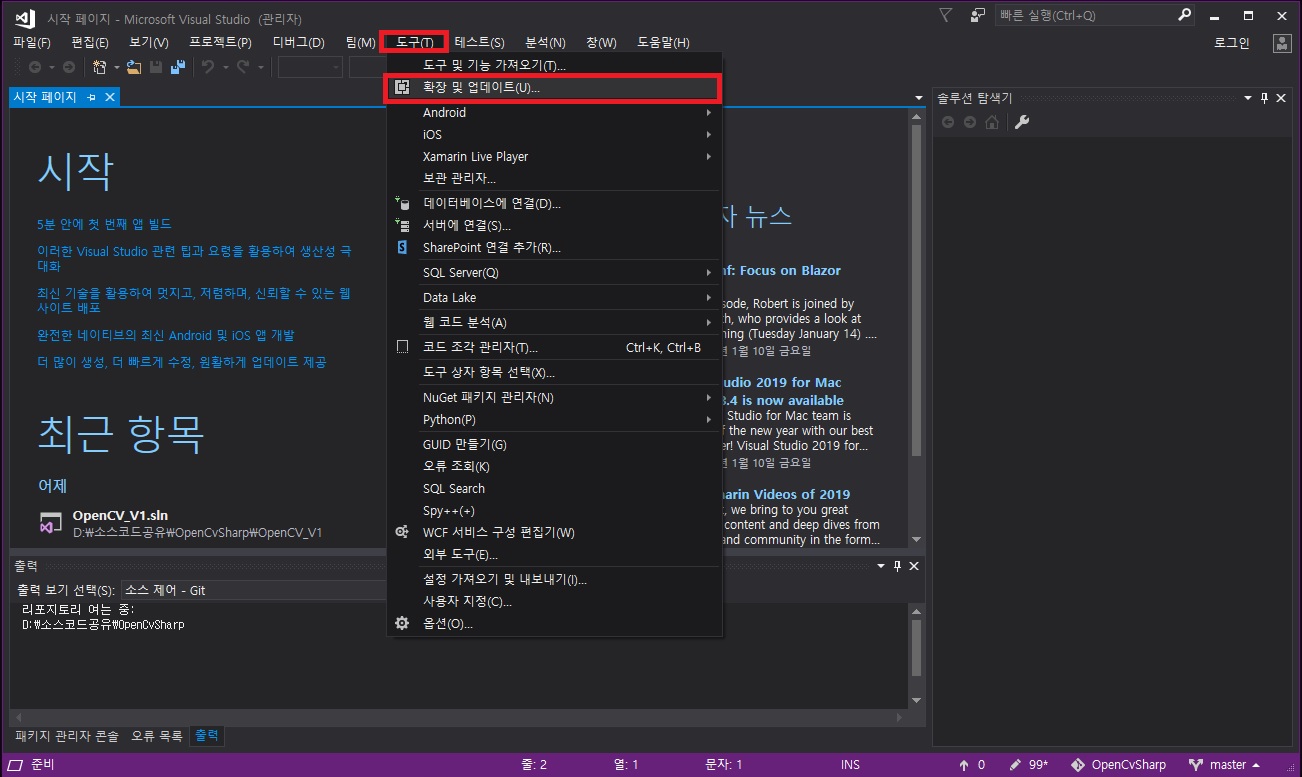 시작 페이지 - Microsoft Visual Studio (관리자)
빠른 실행(Ctrl+Q)
파일(F) 편집(E) 보기(V) 프로젝트(P) 디버그(D) 팀(M) 도구(T) 테스트(S) 분석(N) 창(W) 도움말(H)
로그인
시작 페이지
시작
5분 안에 첫 번째 앱 빌드
이러한 Visual Studio 관련 팁과 요령을 활용하여 생산성 극
대화
최신 기술을 활용하여 멋지고, 저렴하며, 신뢰할 수 있는 웹
사이트 배포
완전한 네이티브의 최신 Android 및 iOS 앱 개발
더 많이 생성, 더 빠르게 수정, 원활하게 업데이트 제공
최근 항목
어제
OpenCV_V1.sln
D:₩소스코드공유₩OpenCvSharp₩OpenCV_V1
도구 및 기능 가져오기(T)...
확장 및 업데이트(U)...
Android
iOS
Xamarin Live Player
보관 관리자...
데이터베이스에 연결(D)...
서버에 연결(S)...
SharePoint 연결 추가(R)...
SQL Server(Q)
Data Lake
웹 코드 분석(A)
코드 조각 관리자(T)... Ctrl+K, Ctrl+B
도구 상자 항목 선택(X)...
NuGet 패키지 관리자(N)
Python(P)
GUID 만들기(G)
오류 조회(K)
SQL Search
Spy++(+)
WCF 서비스 구성 편집기(W)
외부 도구(E)...
설정 가져오기 및 내보내기(I)...
사용자 지정(C)...
옵션(O)...
자 뉴스
nf: Focus on Blazor
sode, Robert is joined by
th, who provides a look at
ning (Tuesday January 14) ....
년 1월 10일 금요일
udio 2019 for Mac
8.4 is now available
Studio for Mac team is
f the new year with our best
er! Visual Studio 2019 for...
년 1월 10일 금요일
narin Videos of 2019
, we bring to you great
content and deep dives from
and community in the form...
솔루션 탐색기
출력
출력 보기 선택(S): 소스 제어 - Git
리포지토리 여는 중:
D:₩소스코드공유₩OpenCvSharp
패키지 관리자 콘솔 오류 목록 출력
준비 줄: 2 열: 1 문자: 1 INS 0 99* OpenCvSharp master